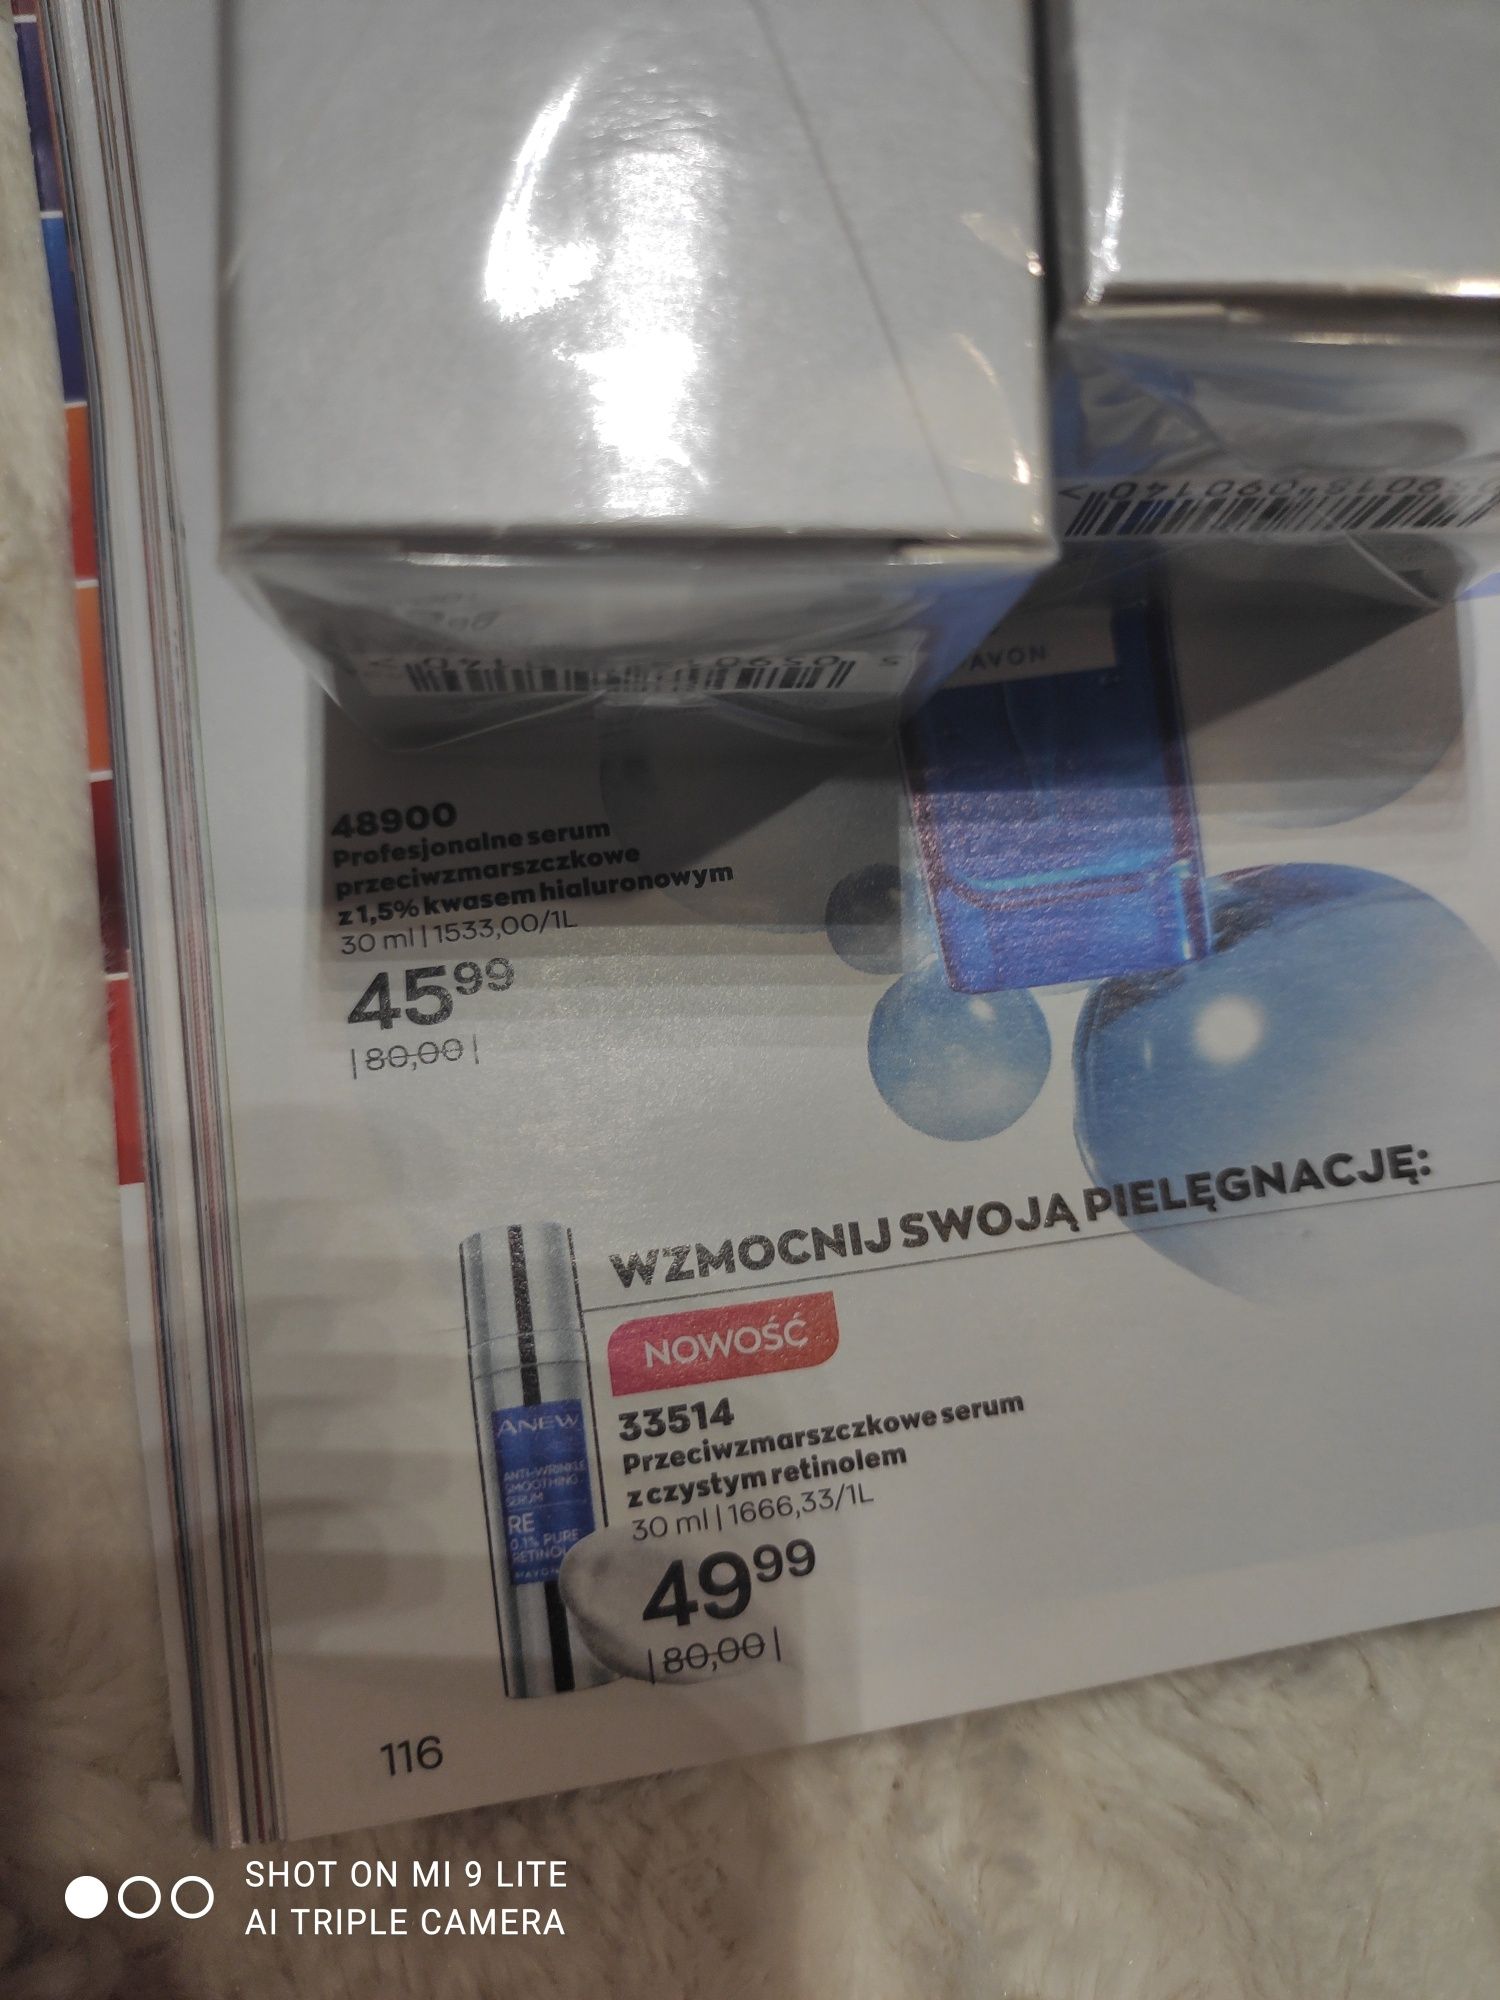 AVON
48900
Profesjonalne serum
przeciwzmarszczkowe
z 1,5% kwasem hialuronowym
30 ml | 1533,00/1L
45 99
| 80,00 |
WZMOCNIJ SWOJĄ PIELĘGNACJĘ:
NOWOŚĆ
33514
Przeciwzmarszczkowe serum
z czystym retinolem
30 ml | 1666,33/1L
49 99
| 80,00 |
ANEW
ANTI-WRINKLE
SMOOTHING
SERUM
RE
0.1% PURE
116
SHOT ON MI 9 LITE
AI TRIPLE CAMERA